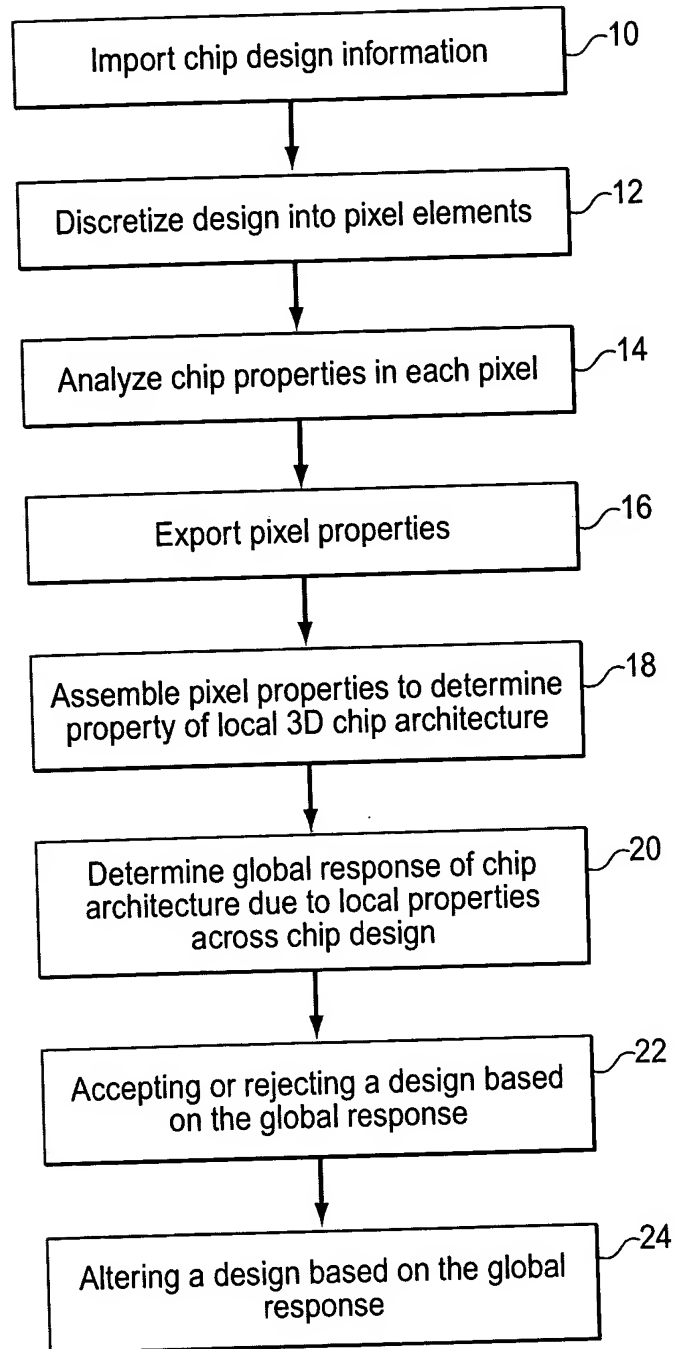 Import chip design information
10
Discretize design into pixel elements
12
Analyze chip properties in each pixel
14
Export pixel properties
16
Assemble pixel properties to determine
property of local 3D chip architecture
18
Determine global response of chip
architecture due to local properties
across chip design
20
Accepting or rejecting a design based
on the global response
22
Altering a design based on the global
response
24